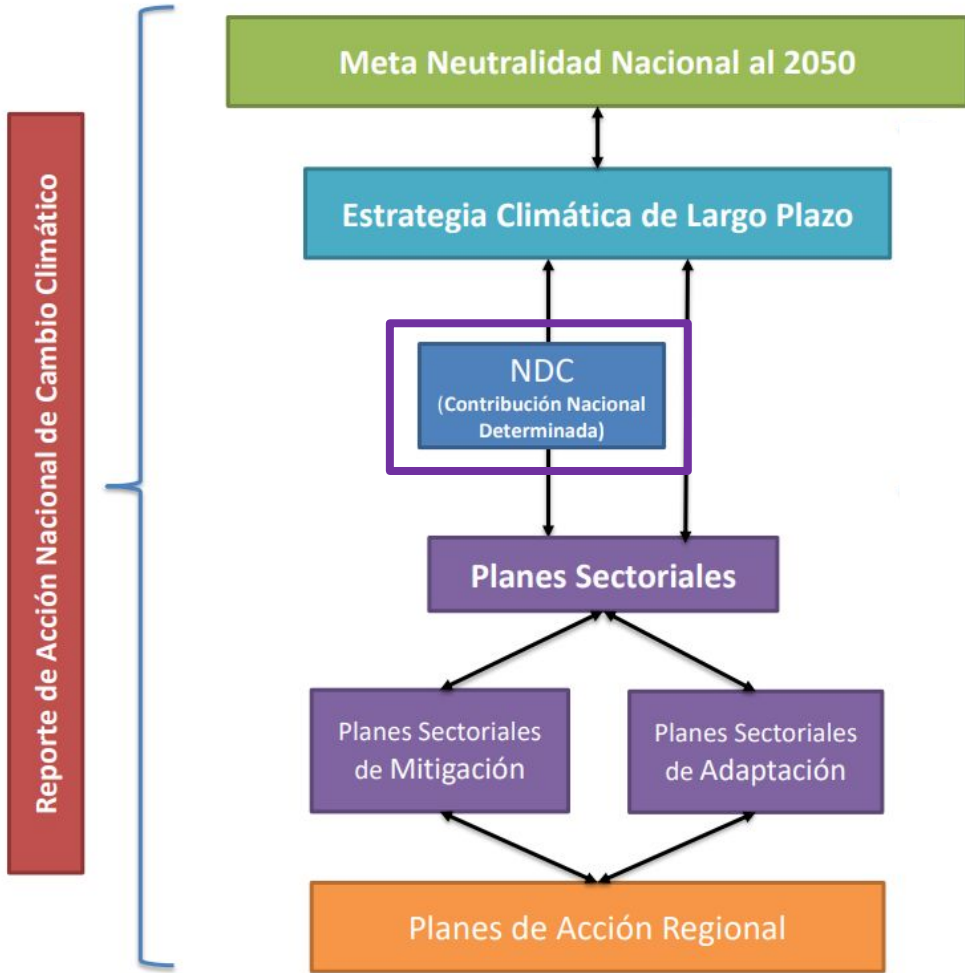 Reporte de Acción Nacional de Cambio Climático
Meta Neutralidad Nacional al 2050
Estrategia Climática de Largo Plazo
NDC
(Contribución Nacional
Determinada)
Planes Sectoriales
Planes Sectoriales
de Mitigación
Planes Sectoriales
de Adaptación
Planes de Acción Regional